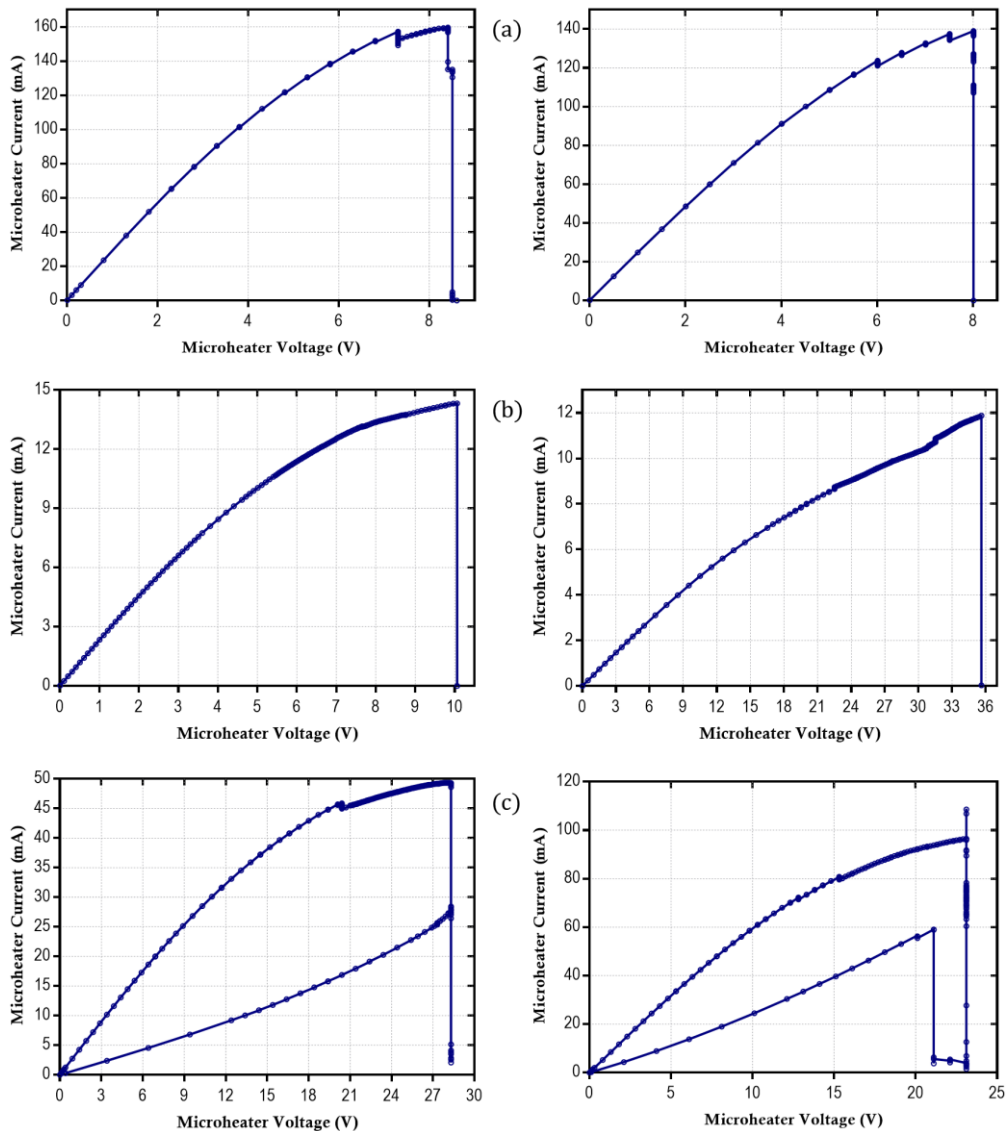 160
140
120
100
80
60
40
20
0
Microheater Current (mA)
0 2 4 6 8
Microheater Voltage (V)
(a)
140
120
100
80
60
40
20
0
Microheater Current (mA)
0 2 4 6 8
Microheater Voltage (V)
15
12
9
6
3
0
Microheater Current (mA)
0 1 2 3 4 5 6 7 8 9 10
Microheater Voltage (V)
(b)
12
10
8
6
4
2
0
Microheater Current (mA)
0 3 6 9 12 15 18 21 24 27 30 33 36
Microheater Voltage (V)
50
45
40
35
30
25
20
15
10
5
0
Microheater Current (mA)
0 3 6 9 12 15 18 21 24 27 30
Microheater Voltage (V)
(c)
120
100
80
60
40
20
0
Microheater Current (mA)
0 5 10 15 20 25
Microheater Voltage (V)